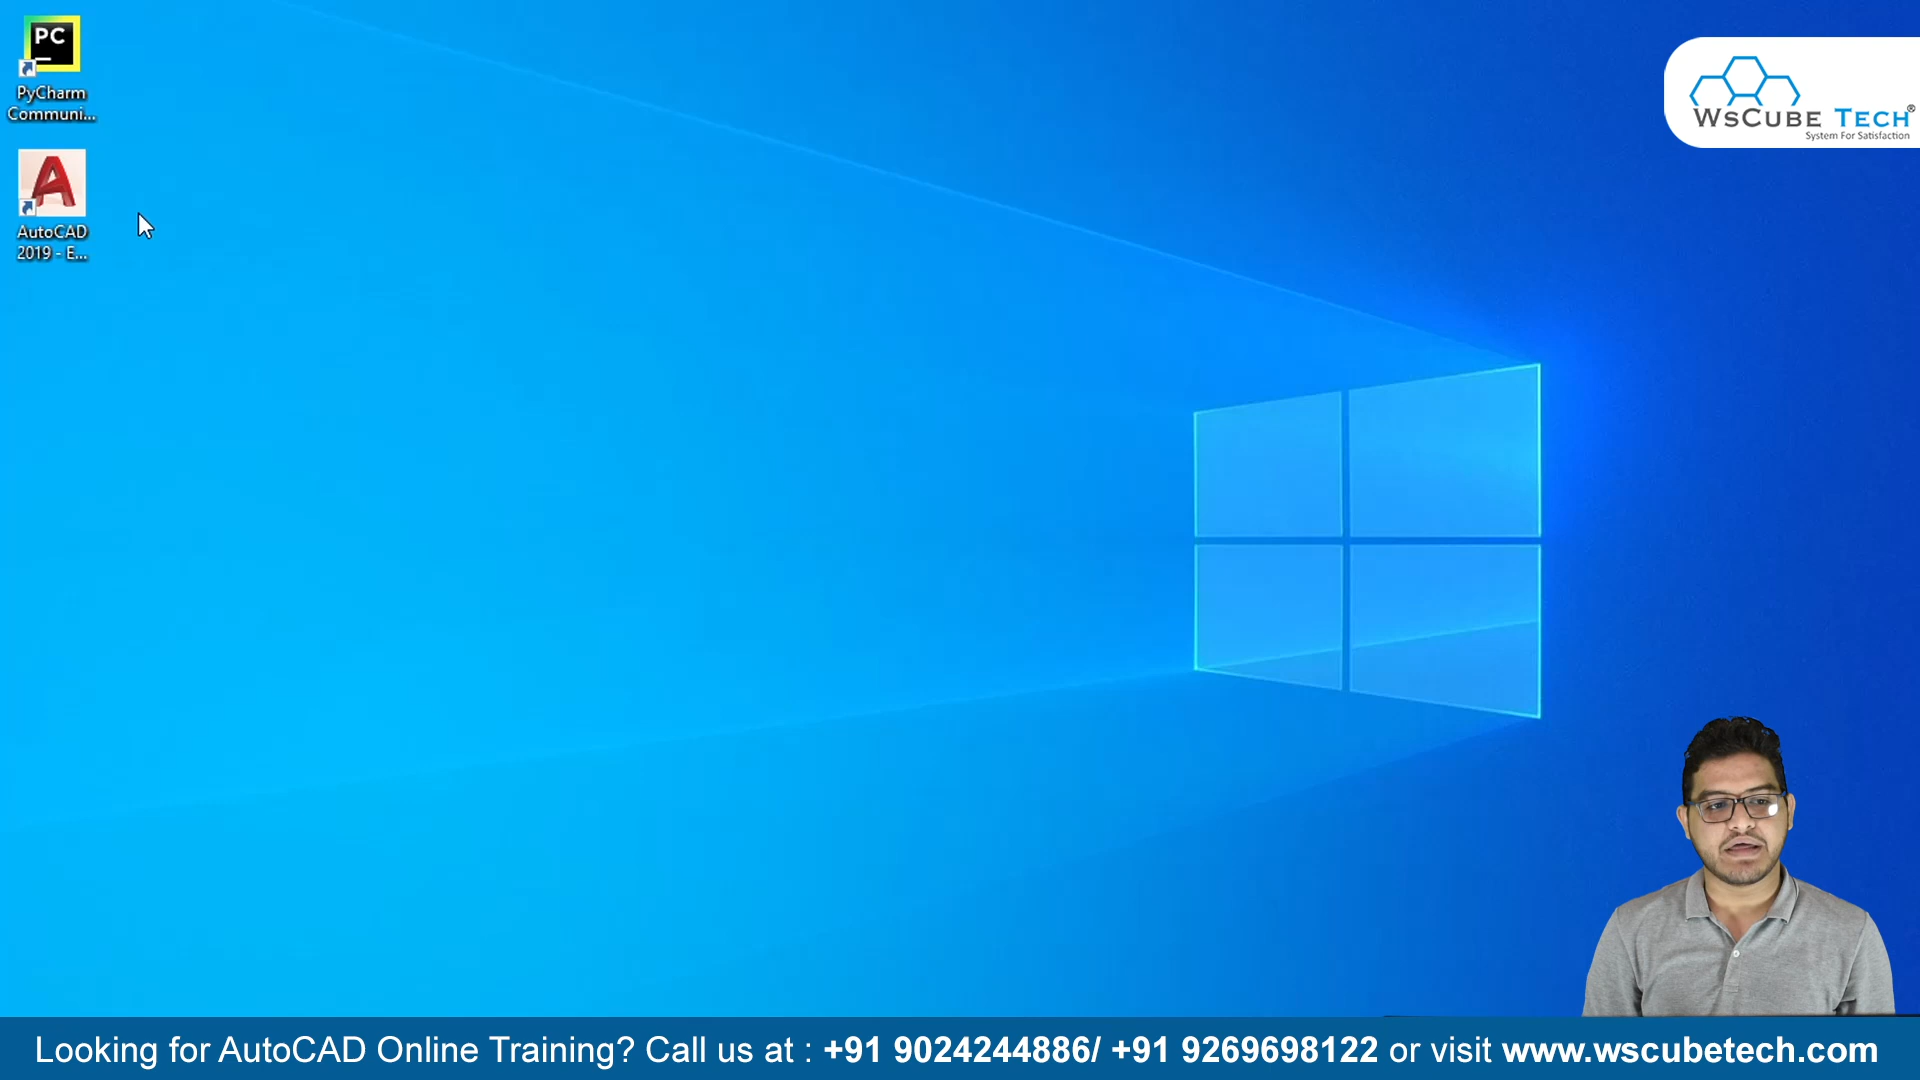 PC
PyCharm
Communi...
AutoCAD
2019 - E...
WsCube Tech®
System For Satisfaction
Looking for AutoCAD Online Training? Call us at : +91 9024244886/ +91 9269698122 or visit www.wscubetech.com